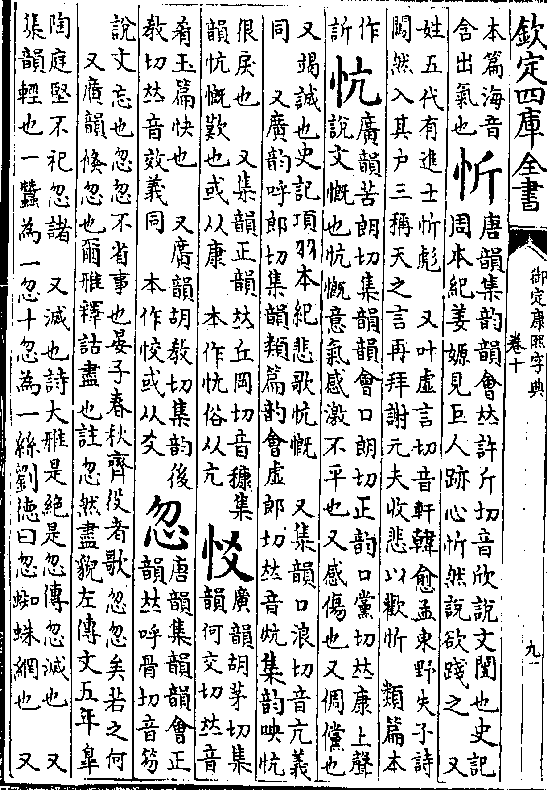 欽定四庫全書
御定康熙字典
卷十
九
本篇海音
含出氣也
忻
唐韻集韵韻會𠀤許斤切音欣說文闓也史記
周本紀姜嫄見巨人跡心忻然說欲踐之　又
姓五代有進士忻彪　又叶虛言切音軒韓愈孟東野失子詩
闖然入其户三稱天之言再拜謝元夫收悲以歡忻　類篇本
作
訢
忼
廣韻苦朗切集韻韻會口朗切正韵口黨切𠀤康上聲
說文慨也忼慨意氣感激不平也又感傷也又倜儻也
又竭誠也史記項羽本紀悲歌忼慨　又集韻口浪切音亢義
同　又廣韵呼郎切集韻類篇韵會虛郎切𠀤音炕集韵㤃忼
佷戾也　又集韻正韻𠀤丘岡切音穅集
韻忼慨歎也或从康　本作忼俗从亢
㤊
廣韻胡茅切集
韻何交切𠀤音
肴玉篇快也　又廣韻胡教切集韵後
教切𠀤音效義同　本作恔或从爻
忽
唐韻集韻韻會正
韻𠀤呼骨切音笏
說文忘也忽忽不省事也晏子春秋齊役者歌忽忽矣若之何
又廣韻倏忽也爾雅釋詁盡也註忽然盡貌左傳文五年臯
陶庭堅不祀忽諸　又滅也詩大雅是絶是忽傳忽滅也　又
集韻輕也一蠶為一忽十忽為一絲劉德曰忽蜘蛛網也　又